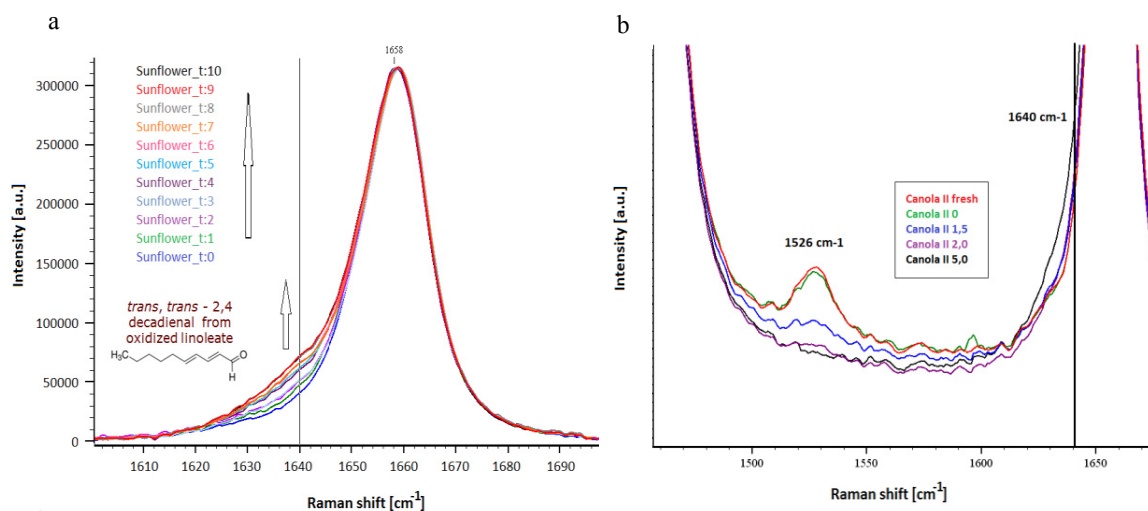 a
1658
300000
250000
200000
150000
100000
50000
0
Intensity [a.u.]
Sunflower_t:10
Sunflower_t:9
Sunflower_t:8
Sunflower_t:7
Sunflower_t:6
Sunflower_t:5
Sunflower_t:4
Sunflower_t:3
Sunflower_t:2
Sunflower_t:1
Sunflower_t:0
trans, trans - 2,4
decadienal from
oxidized linoleate
H₃C
O
H
1610 1620 1630 1640 1650 1660 1670 1680 1690
Raman shift [cm⁻¹]
b
1640 cm-1
1526 cm-1
Canola II fresh
Canola II 0
Canola II 1,5
Canola II 2,0
Canola II 5,0
Intensity [a.u.]
1500 1550 1600 1650
Raman shift [cm⁻¹]